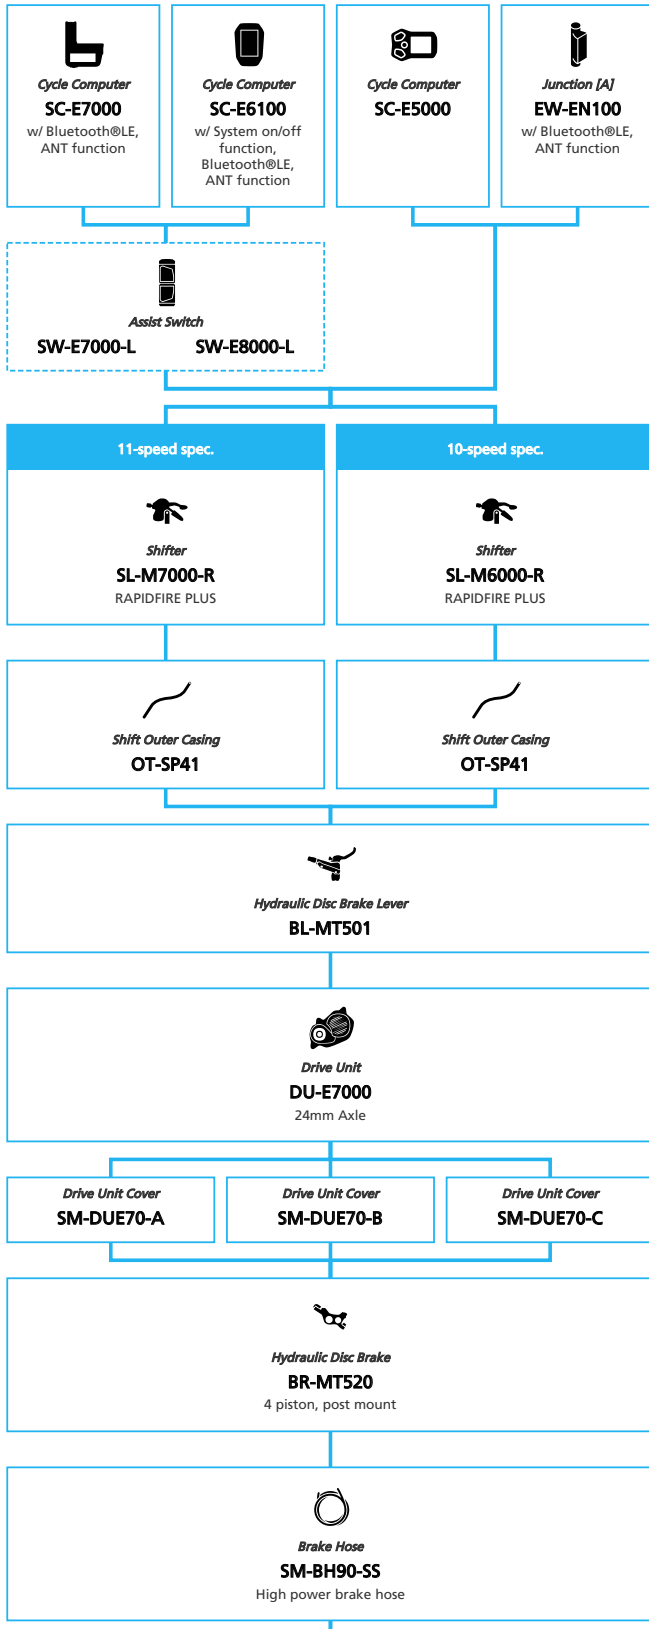 Cycle Computer
SC-E7000
w/ Bluetooth®LE,
ANT function
Cycle Computer
SC-E6100
w/ System on/off
function,
Bluetooth®LE,
ANT function
Cycle Computer
SC-E5000
Junction [A]
EW-EN100
w/ Bluetooth®LE,
ANT function
Assist Switch
SW-E7000-L SW-E8000-L
11-speed spec.
Shifter
SL-M7000-R
RAPIDFIRE PLUS
10-speed spec.
Shifter
SL-M6000-R
RAPIDFIRE PLUS
Shift Outer Casing
OT-SP41
Shift Outer Casing
OT-SP41
Hydraulic Disc Brake Lever
BL-MT501
Drive Unit
DU-E7000
24mm Axle
Drive Unit Cover
SM-DUE70-A
Drive Unit Cover
SM-DUE70-B
Drive Unit Cover
SM-DUE70-C
Hydraulic Disc Brake
BR-MT520
4 piston, post mount
Brake Hose
SM-BH90-SS
High power brake hose